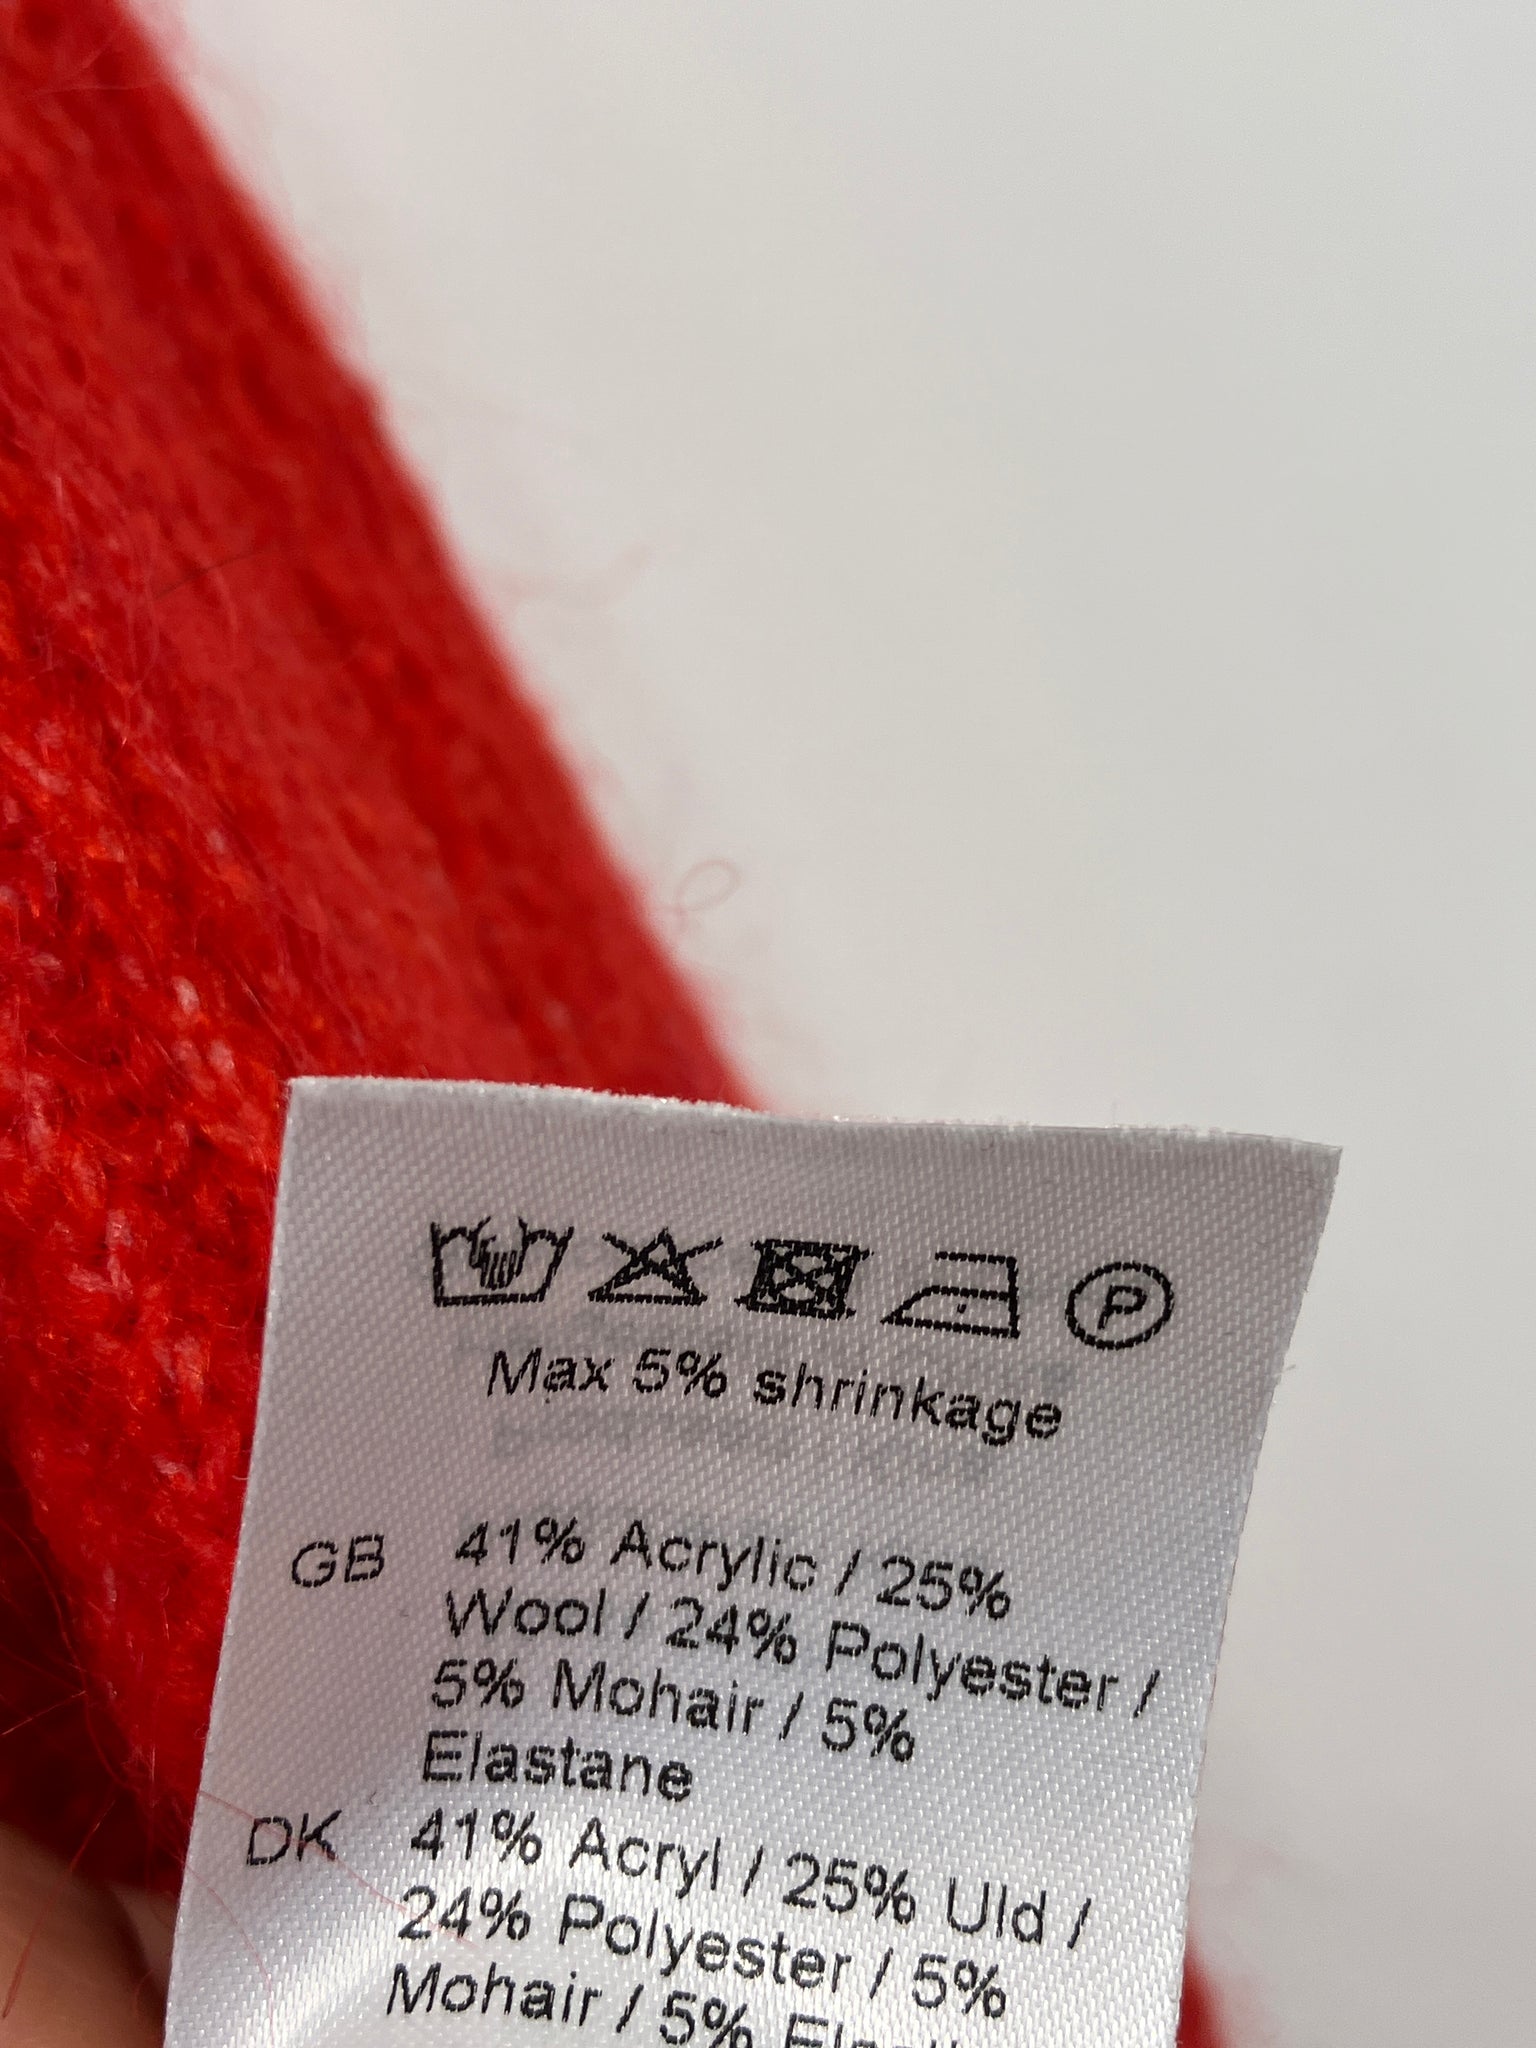 P
Max 5% shrinkage
GB 41% Acrylic / 25%
Wool / 24% Polyester /
5% Mohair / 5%
Elastane
DK 41% Acryl / 25% Uld /
24% Polyester / 5%
Mohair / 5%